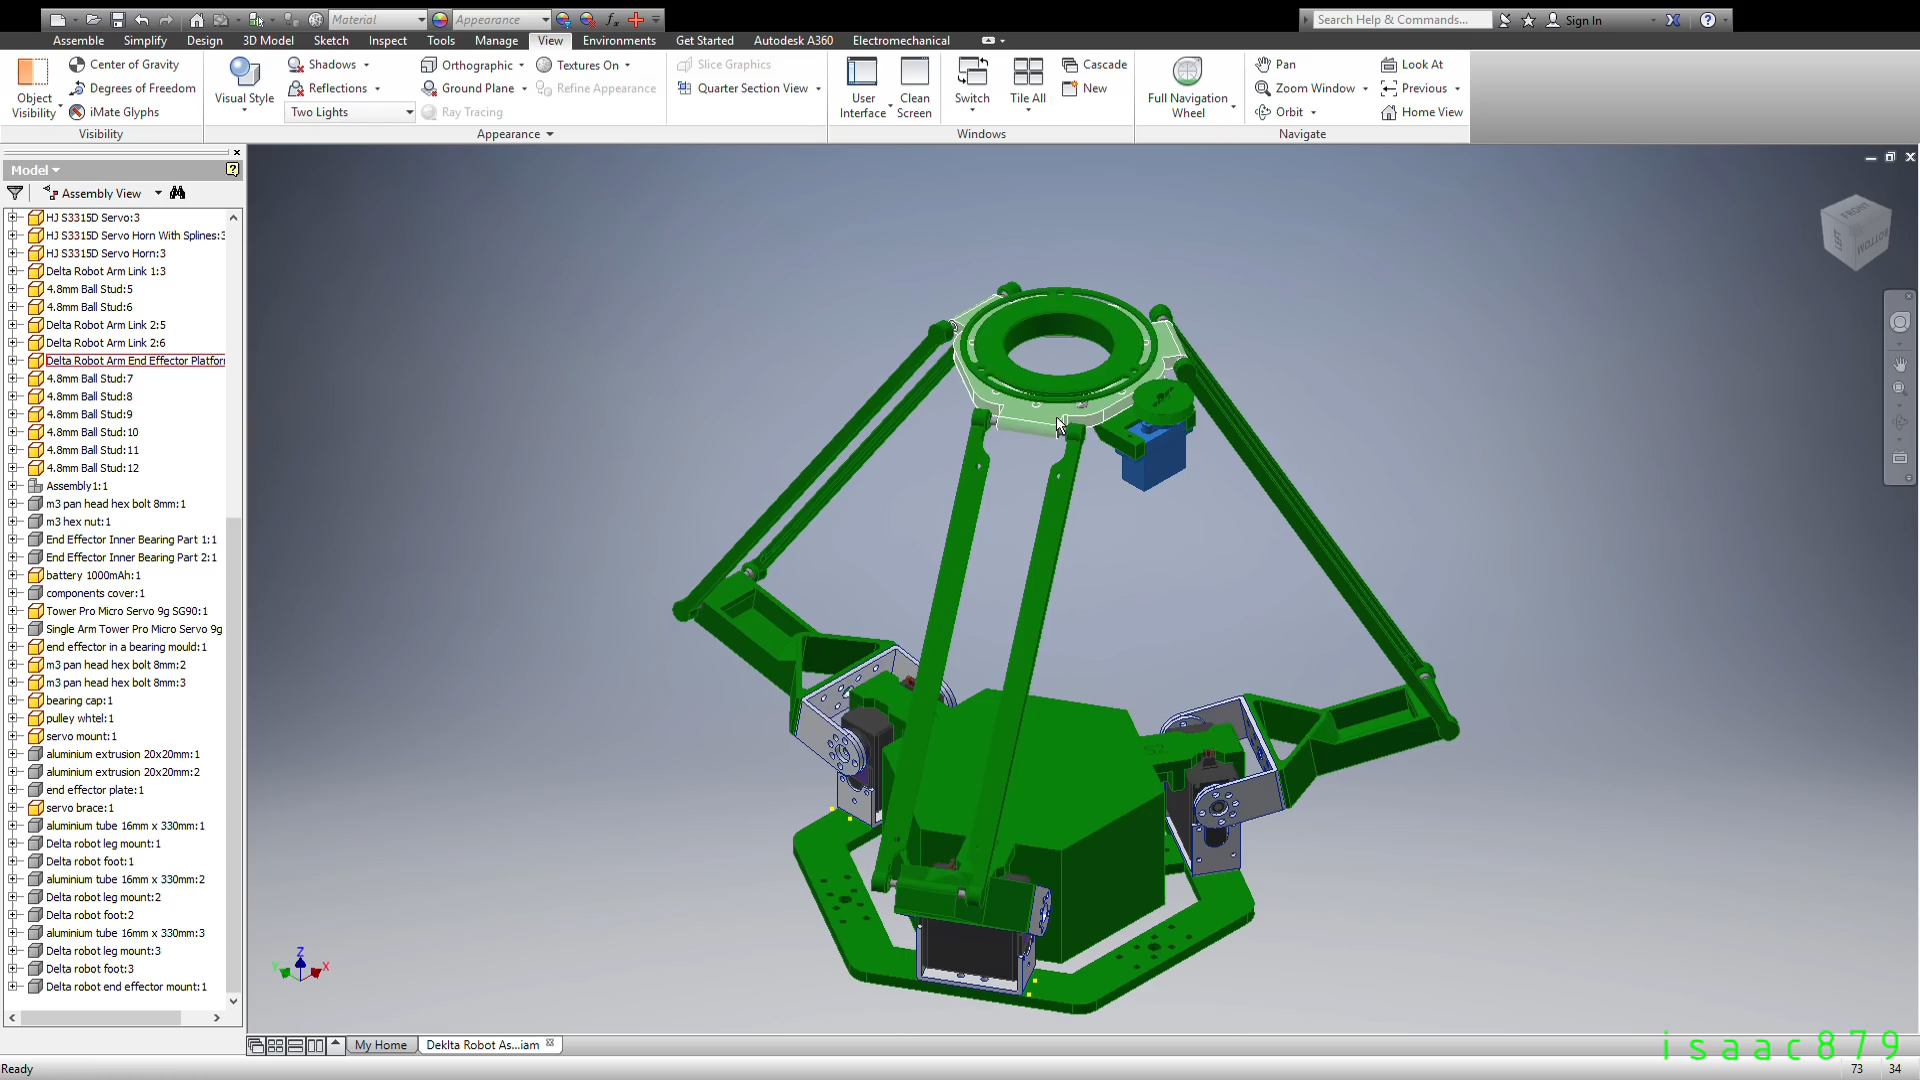 Material
Appearance
fx
Search Help & Commands...
Sign In
Assemble
Simplify
Design
3D Model
Sketch
Inspect
Tools
Manage
View
Environments
Get Started
Autodesk A360
Electromechanical
Object Visibility
Center of Gravity
Degrees of Freedom
iMate Glyphs
Visibility
Visual Style
Shadows
Reflections
Two Lights
Orthographic
Ground Plane
Ray Tracing
Textures On
Refine Appearance
Appearance
Slice Graphics
Quarter Section View
User Interface
Clean Screen
Switch
Tile All
Cascade
New
Windows
Full Navigation Wheel
Pan
Zoom Window
Orbit
Look At
Previous
Home View
Navigate
Model
Assembly View
HJ S3315D Servo:3
HJ S3315D Servo Horn With Splines:3
HJ S3315D Servo Horn:3
Delta Robot Arm Link 1:3
4.8mm Ball Stud:5
4.8mm Ball Stud:6
Delta Robot Arm Link 2:5
Delta Robot Arm Link 2:6
Delta Robot Arm End Effector Platfor
4.8mm Ball Stud:7
4.8mm Ball Stud:8
4.8mm Ball Stud:9
4.8mm Ball Stud:10
4.8mm Ball Stud:11
4.8mm Ball Stud:12
Assembly1:1
m3 pan head hex bolt 8mm:1
m3 hex nut:1
End Effector Inner Bearing Part 1:1
End Effector Inner Bearing Part 2:1
battery 1000mAh:1
components cover:1
Tower Pro Micro Servo 9g SG90:1
Single Arm Tower Pro Micro Servo 9g
end effector in a bearing mould:1
m3 pan head hex bolt 8mm:2
m3 pan head hex bolt 8mm:3
bearing cap:1
pulley whtel:1
servo mount:1
aluminium extrusion 20x20mm:1
aluminium extrusion 20x20mm:2
end effector plate:1
servo brace:1
aluminium tube 16mm x 330mm:1
Delta robot leg mount:1
Delta robot foot:1
aluminium tube 16mm x 330mm:2
Delta robot leg mount:2
Delta robot foot:2
aluminium tube 16mm x 330mm:3
Delta robot leg mount:3
Delta robot foot:3
Delta robot end effector mount:1
FRONT
BOTTOM
S2
Z
Y
X
My Home
Deklta Robot As...iam
isaac879
Ready
73
34